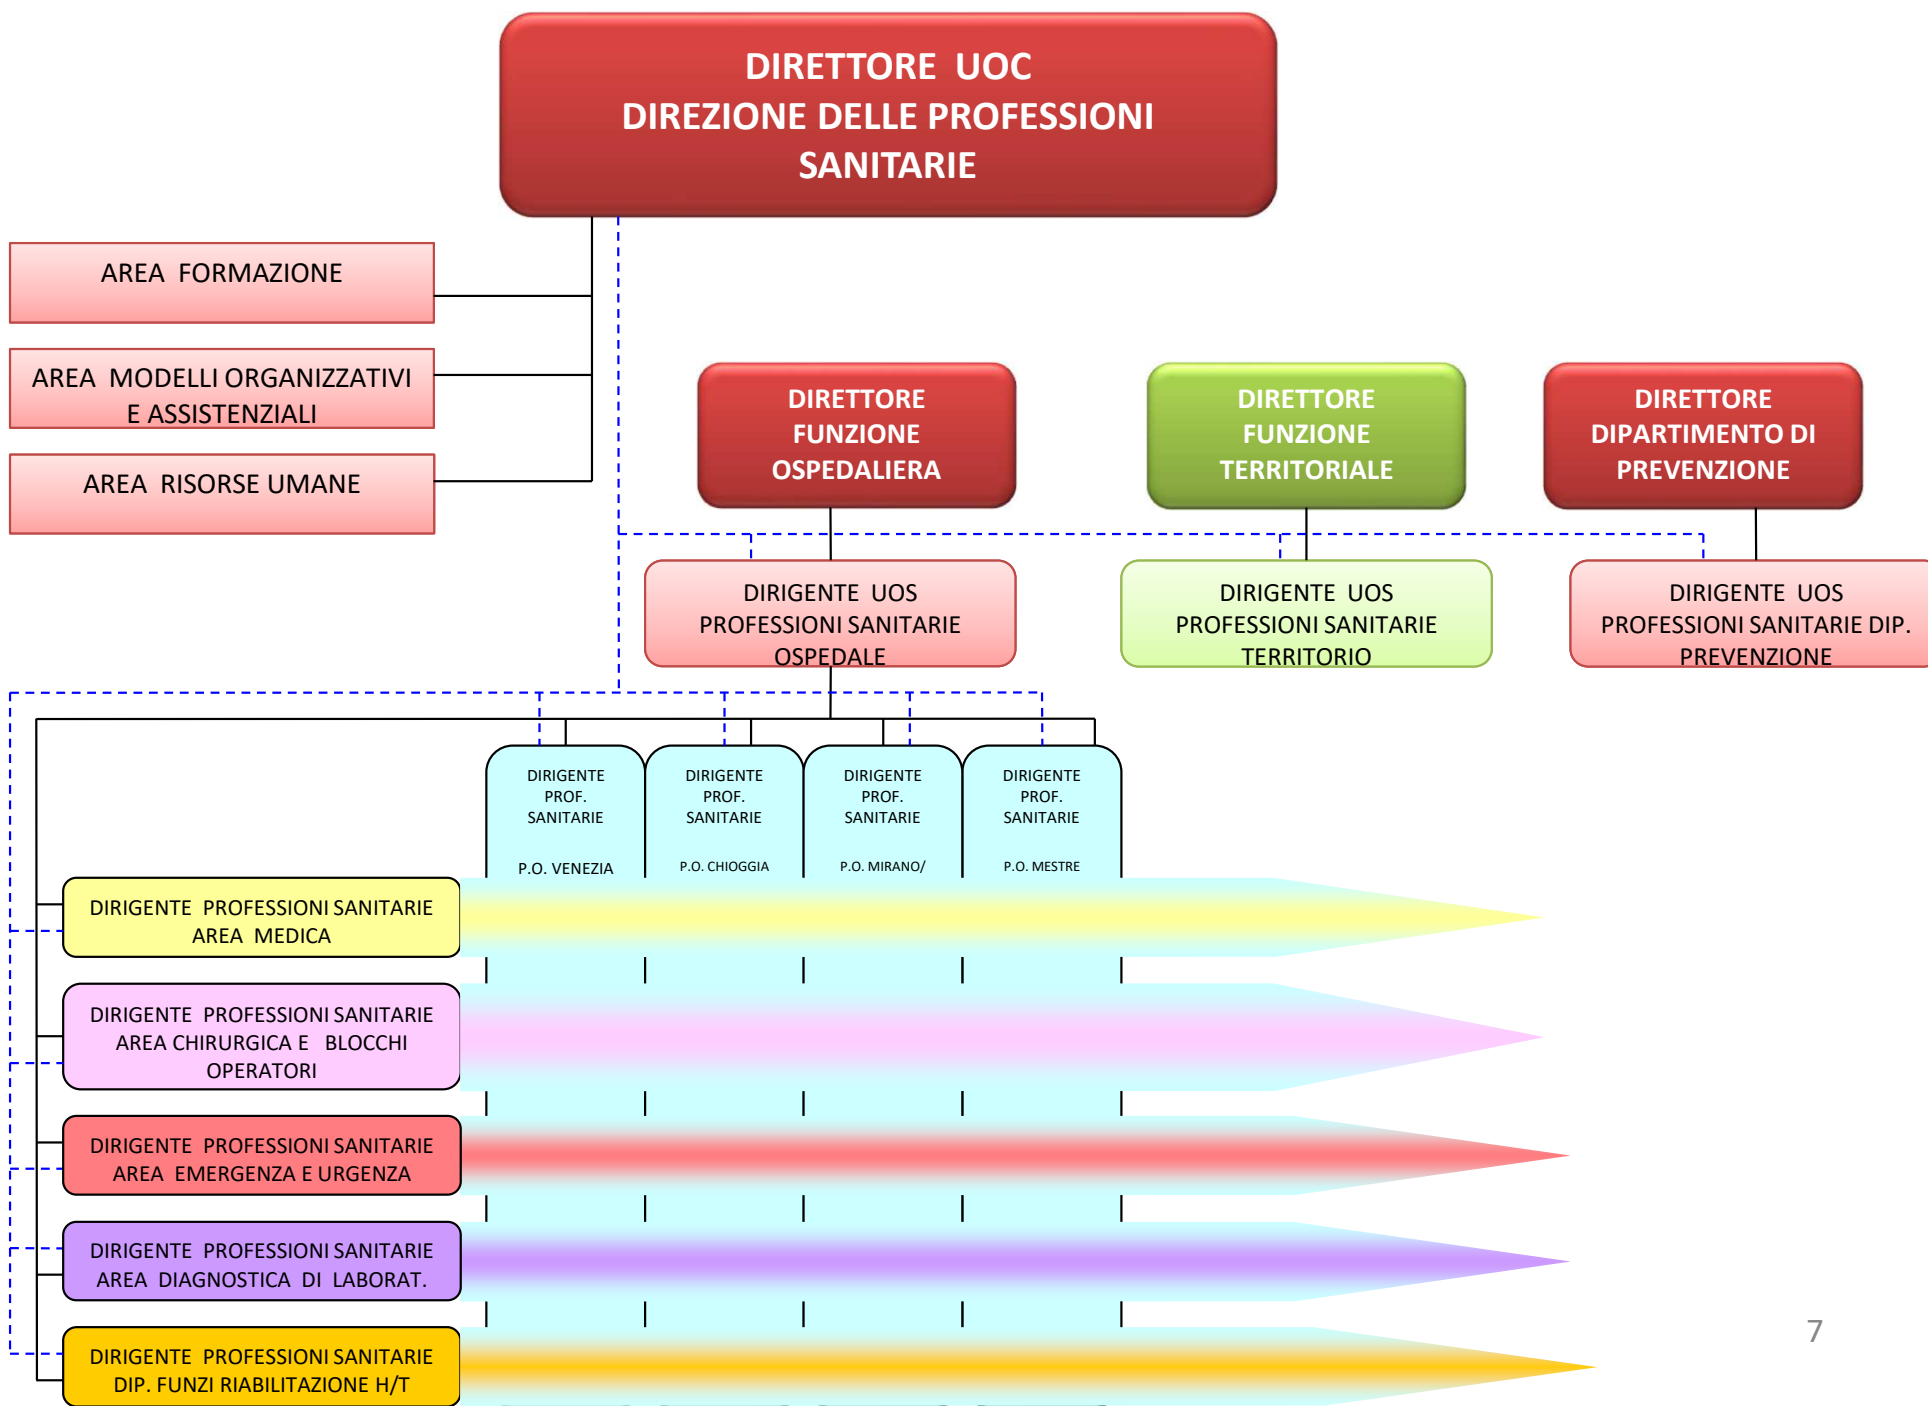 DIRETTORE UOC
DIREZIONE DELLE PROFESSIONI
SANITARIE
AREA FORMAZIONE
AREA MODELLI ORGANIZZATIVI
E ASSISTENZIALI
AREA RISORSE UMANE
DIRETTORE
FUNZIONE
OSPEDALIERA
DIRETTORE
FUNZIONE
TERRITORIALE
DIRETTORE
DIPARTIMENTO DI
PREVENZIONE
DIRIGENTE UOS
PROFESSIONI SANITARIE
OSPEDALE
DIRIGENTE UOS
PROFESSIONI SANITARIE
TERRITORIO
DIRIGENTE UOS
PROFESSIONI SANITARIE DIP.
PREVENZIONE
DIRIGENTE
PROF.
SANITARIE
P.O. VENEZIA
DIRIGENTE
PROF.
SANITARIE
P.O. CHIOGGIA
DIRIGENTE
PROF.
SANITARIE
P.O. MIRANO/
DIRIGENTE
PROF.
SANITARIE
P.O. MESTRE
DIRIGENTE PROFESSIONI SANITARIE
AREA MEDICA
DIRIGENTE PROFESSIONI SANITARIE
AREA CHIRURGICA E BLOCCHI
OPERATORI
DIRIGENTE PROFESSIONI SANITARIE
AREA EMERGENZA E URGENZA
DIRIGENTE PROFESSIONI SANITARIE
AREA DIAGNOSTICA DI LABORAT.
DIRIGENTE PROFESSIONI SANITARIE
DIP. FUNZI RIABILITAZIONE H/T
7